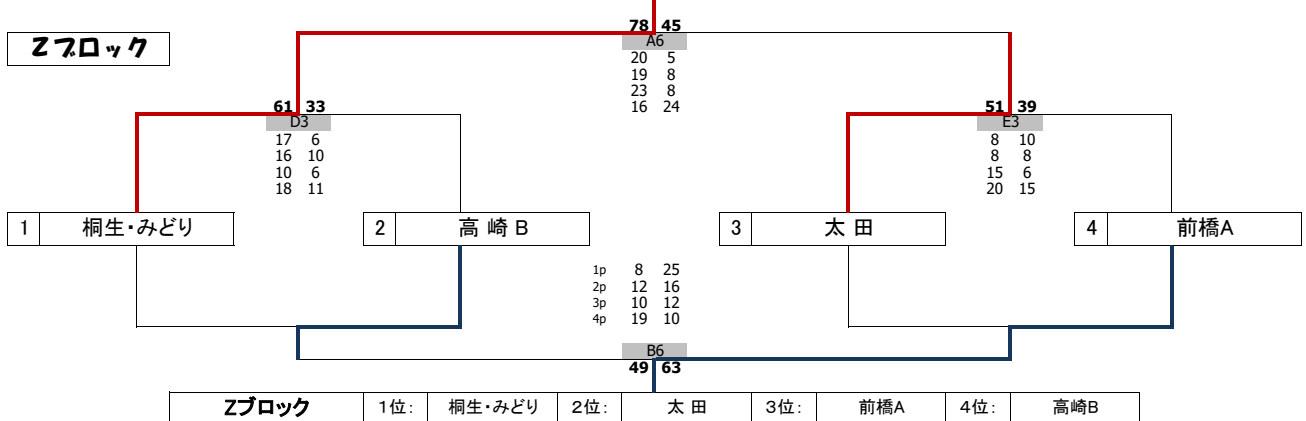 78 45
Zブロック
A6
20 5
19 8
23 8
16 24
61 33
51 39
D3
E3
17 6
8 10
16 10
8 8
10 6
15 6
18 11
20 15
1 桐生・みどり 2 高 崎 B 3 太 田 4 前橋A
1p 8 25
2p 12 16
3p 10 12
4p 19 10
B6
49 63
Zブロック 1位: 桐生・みどり 2位: 太 田 3位: 前橋A 4位: 高崎B